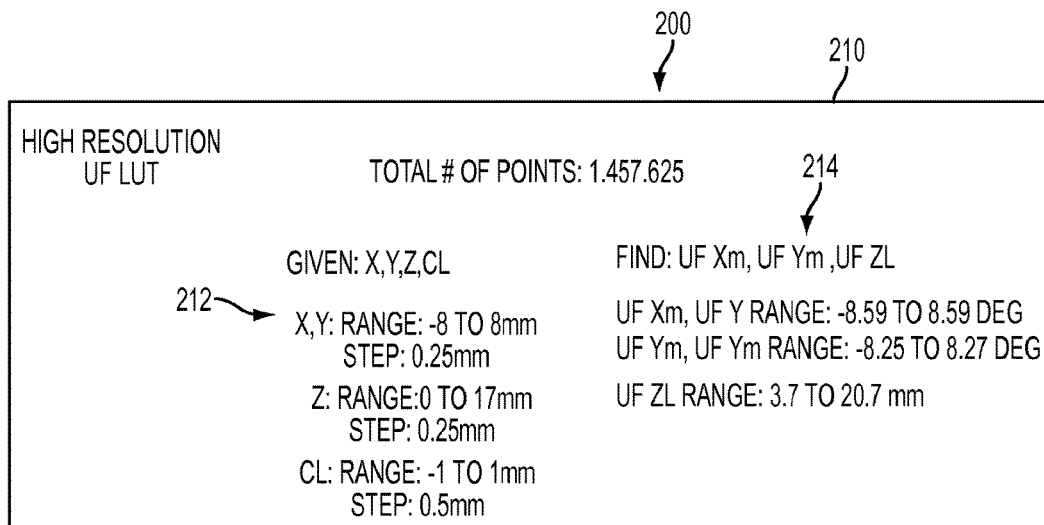 200
210
HIGH RESOLUTION
UF LUT
TOTAL # OF POINTS: 1.457.625
214
GIVEN: X,Y,Z,CL
FIND: UF Xm, UF Ym ,UF ZL
212
X,Y: RANGE: -8 TO 8mm
STEP: 0.25mm
Z: RANGE:0 TO 17mm
STEP: 0.25mm
CL: RANGE: -1 TO 1mm
STEP: 0.5mm
UF Xm, UF Y RANGE: -8.59 TO 8.59 DEG
UF Ym, UF Ym RANGE: -8.25 TO 8.27 DEG
UF ZL RANGE: 3.7 TO 20.7 mm